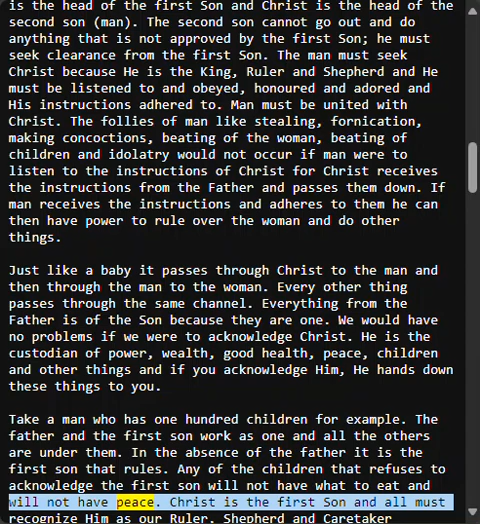 is the head of the first Son and Christ is the head of the
second son (man). The second son cannot go out and do
anything that is not approved by the first Son; he must
seek clearance from the first Son. The man must seek
Christ because He is the King, Ruler and Shepherd and He
must be listened to and obeyed, honoured and adored and
His instructions adhered to. Man must be united with
Christ. The follies of man like stealing, fornication,
making concoctions, beating of the woman, beating of
children and idolatry would not occur if man were to
listen to the instructions of Christ for Christ receives
the instructions from the Father and passes them down. If
man receives the instructions and adheres to them he can
then have power to rule over the woman and do other
things.

Just like a baby it passes through Christ to the man and
then through the man to the woman. Every other thing
passes through the same channel. Everything from the
Father is of the Son because they are one. We would have
no problems if we were to acknowledge Christ. He is the
custodian of power, wealth, good health, peace, children
and other things and if you acknowledge Him, He hands down
these things to you.

Take a man who has one hundred children for example. The
father and the first son work as one and all the others
are under them. In the absence of the father it is the
first son that rules. Any of the children that refuses to
acknowledge the first son will not have what to eat and
will not have peace. Christ is the first Son and all must
recognize Him as our Ruler, Shepherd and Caretaker